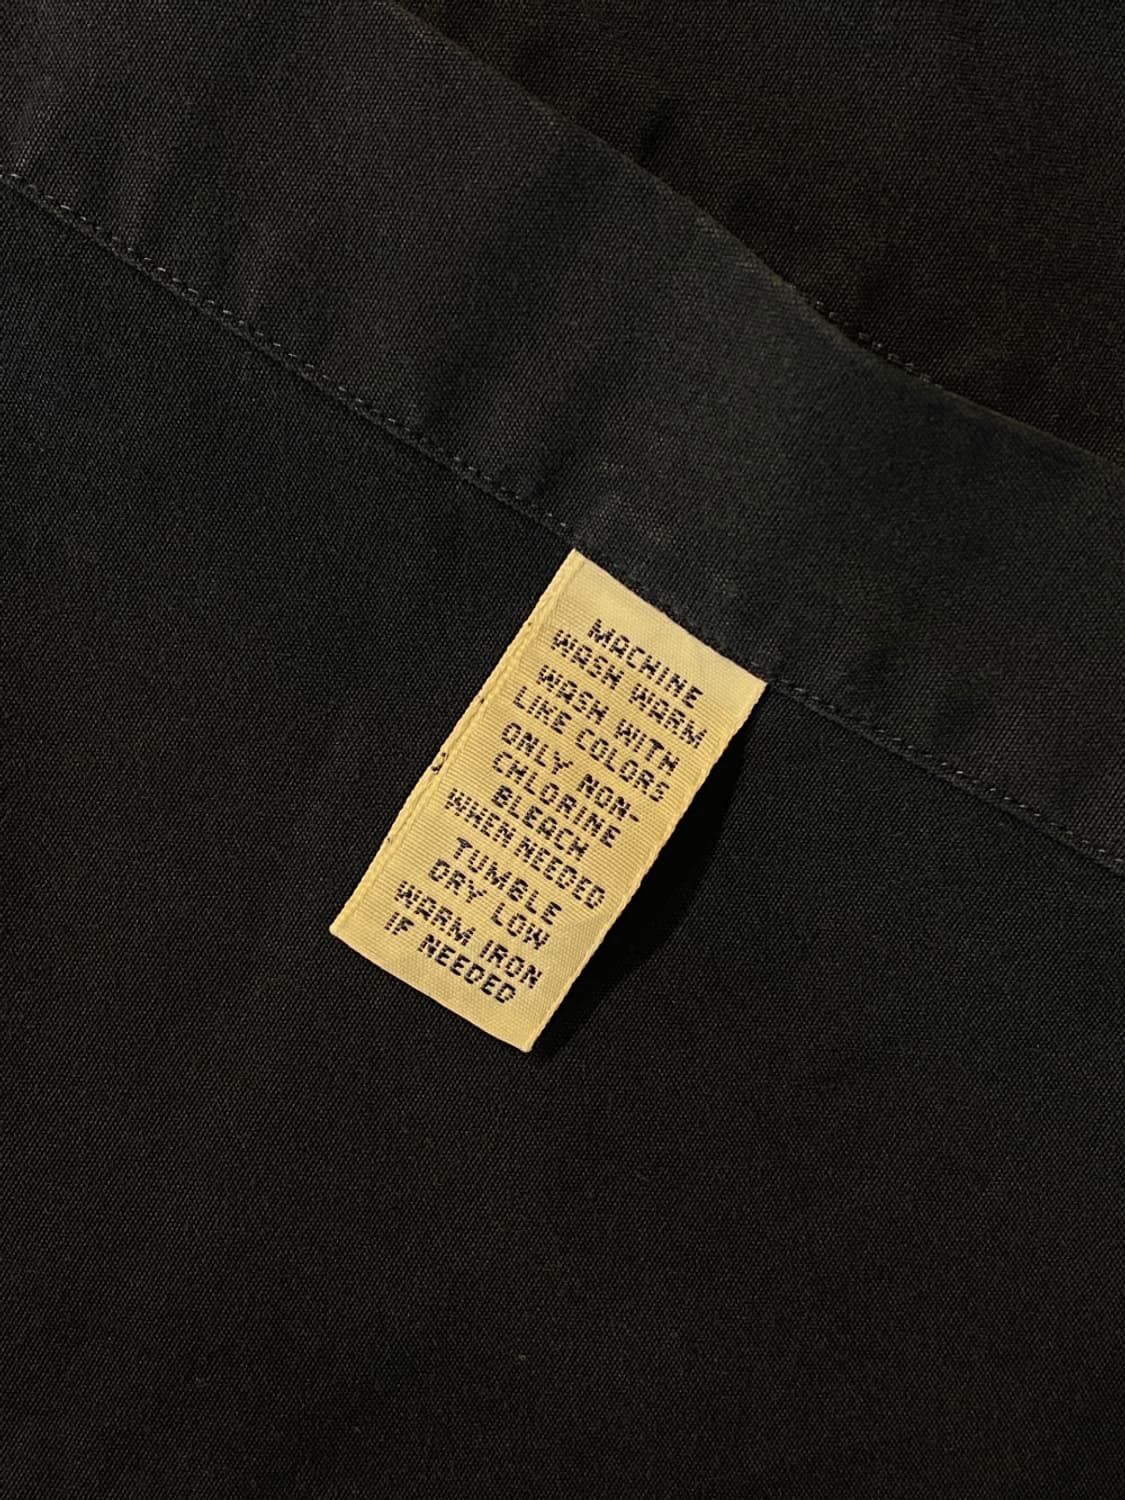 MACHINE
WASH WARM
WASH WITH
LIKE COLORS
ONLY NON-
CHLORINE
BLEACH
WHEN NEEDED
TUMBLE
DRY LOW
WARM IRON
IF NEEDED